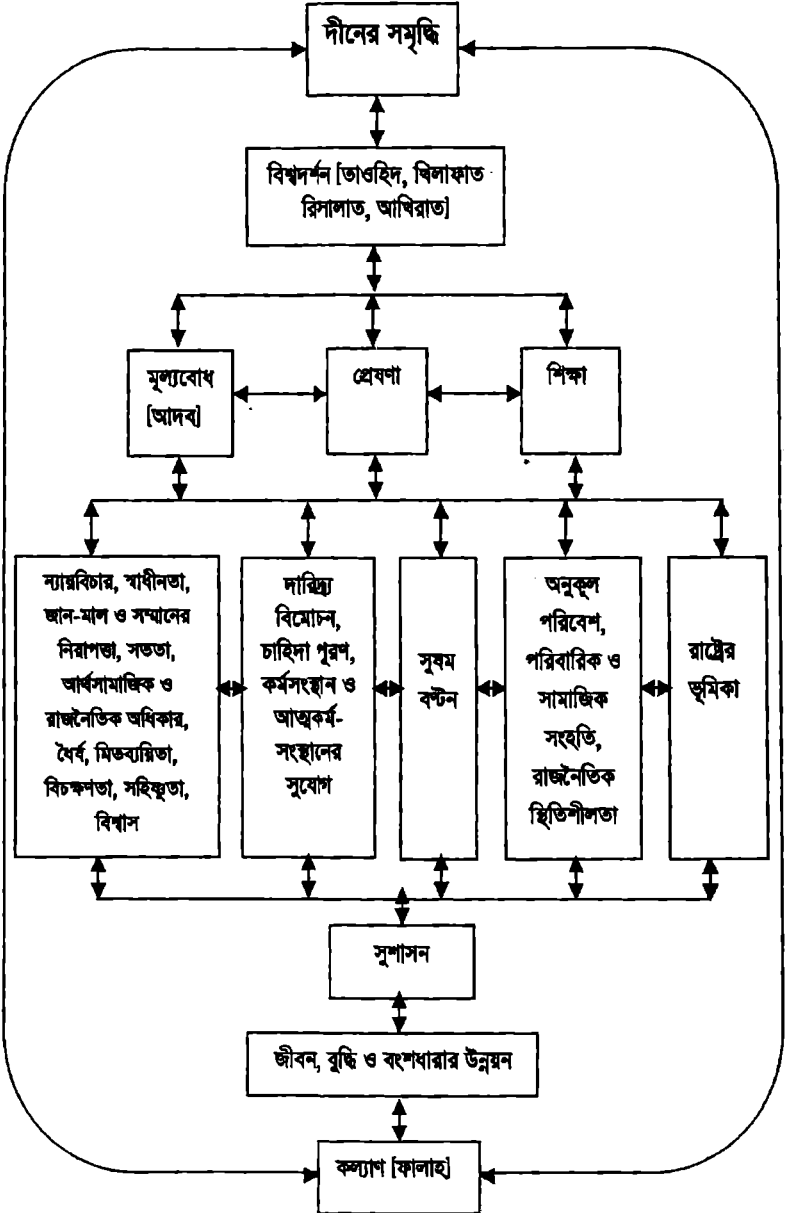 দীনের সমৃদ্ধি
বিশ্বদর্শন [তাওহিদ, খিলাফাত
রিসালাত, আখিরাত]
মূল্যবোধ
[আদব]
প্রেষণা
শিক্ষা
ন্যায়বিচার, স্বাধীনতা,
জান-মাল ও সম্মানের
নিরাপত্তা, সততা,
আর্থসামাজিক ও
রাজনৈতিক অধিকার,
ধৈর্য, মিতব্যয়িতা,
বিচক্ষণতা, সহিষ্ণুতা,
বিশ্বাস
দারিদ্র্য
বিমোচন,
চাহিদা পূরণ,
কর্মসংস্থান ও
আত্মকর্ম-
সংস্থানের
সুযোগ
সুষম
বণ্টন
অনুকূল
পরিবেশ,
পরিবারিক ও
সামাজিক
সংহতি,
রাজনৈতিক
স্থিতিশীলতা
রাষ্ট্রের
ভূমিকা
সুশাসন
জীবন, বুদ্ধি ও বংশধারার উন্নয়ন
কল্যাণ [ফালাহ]